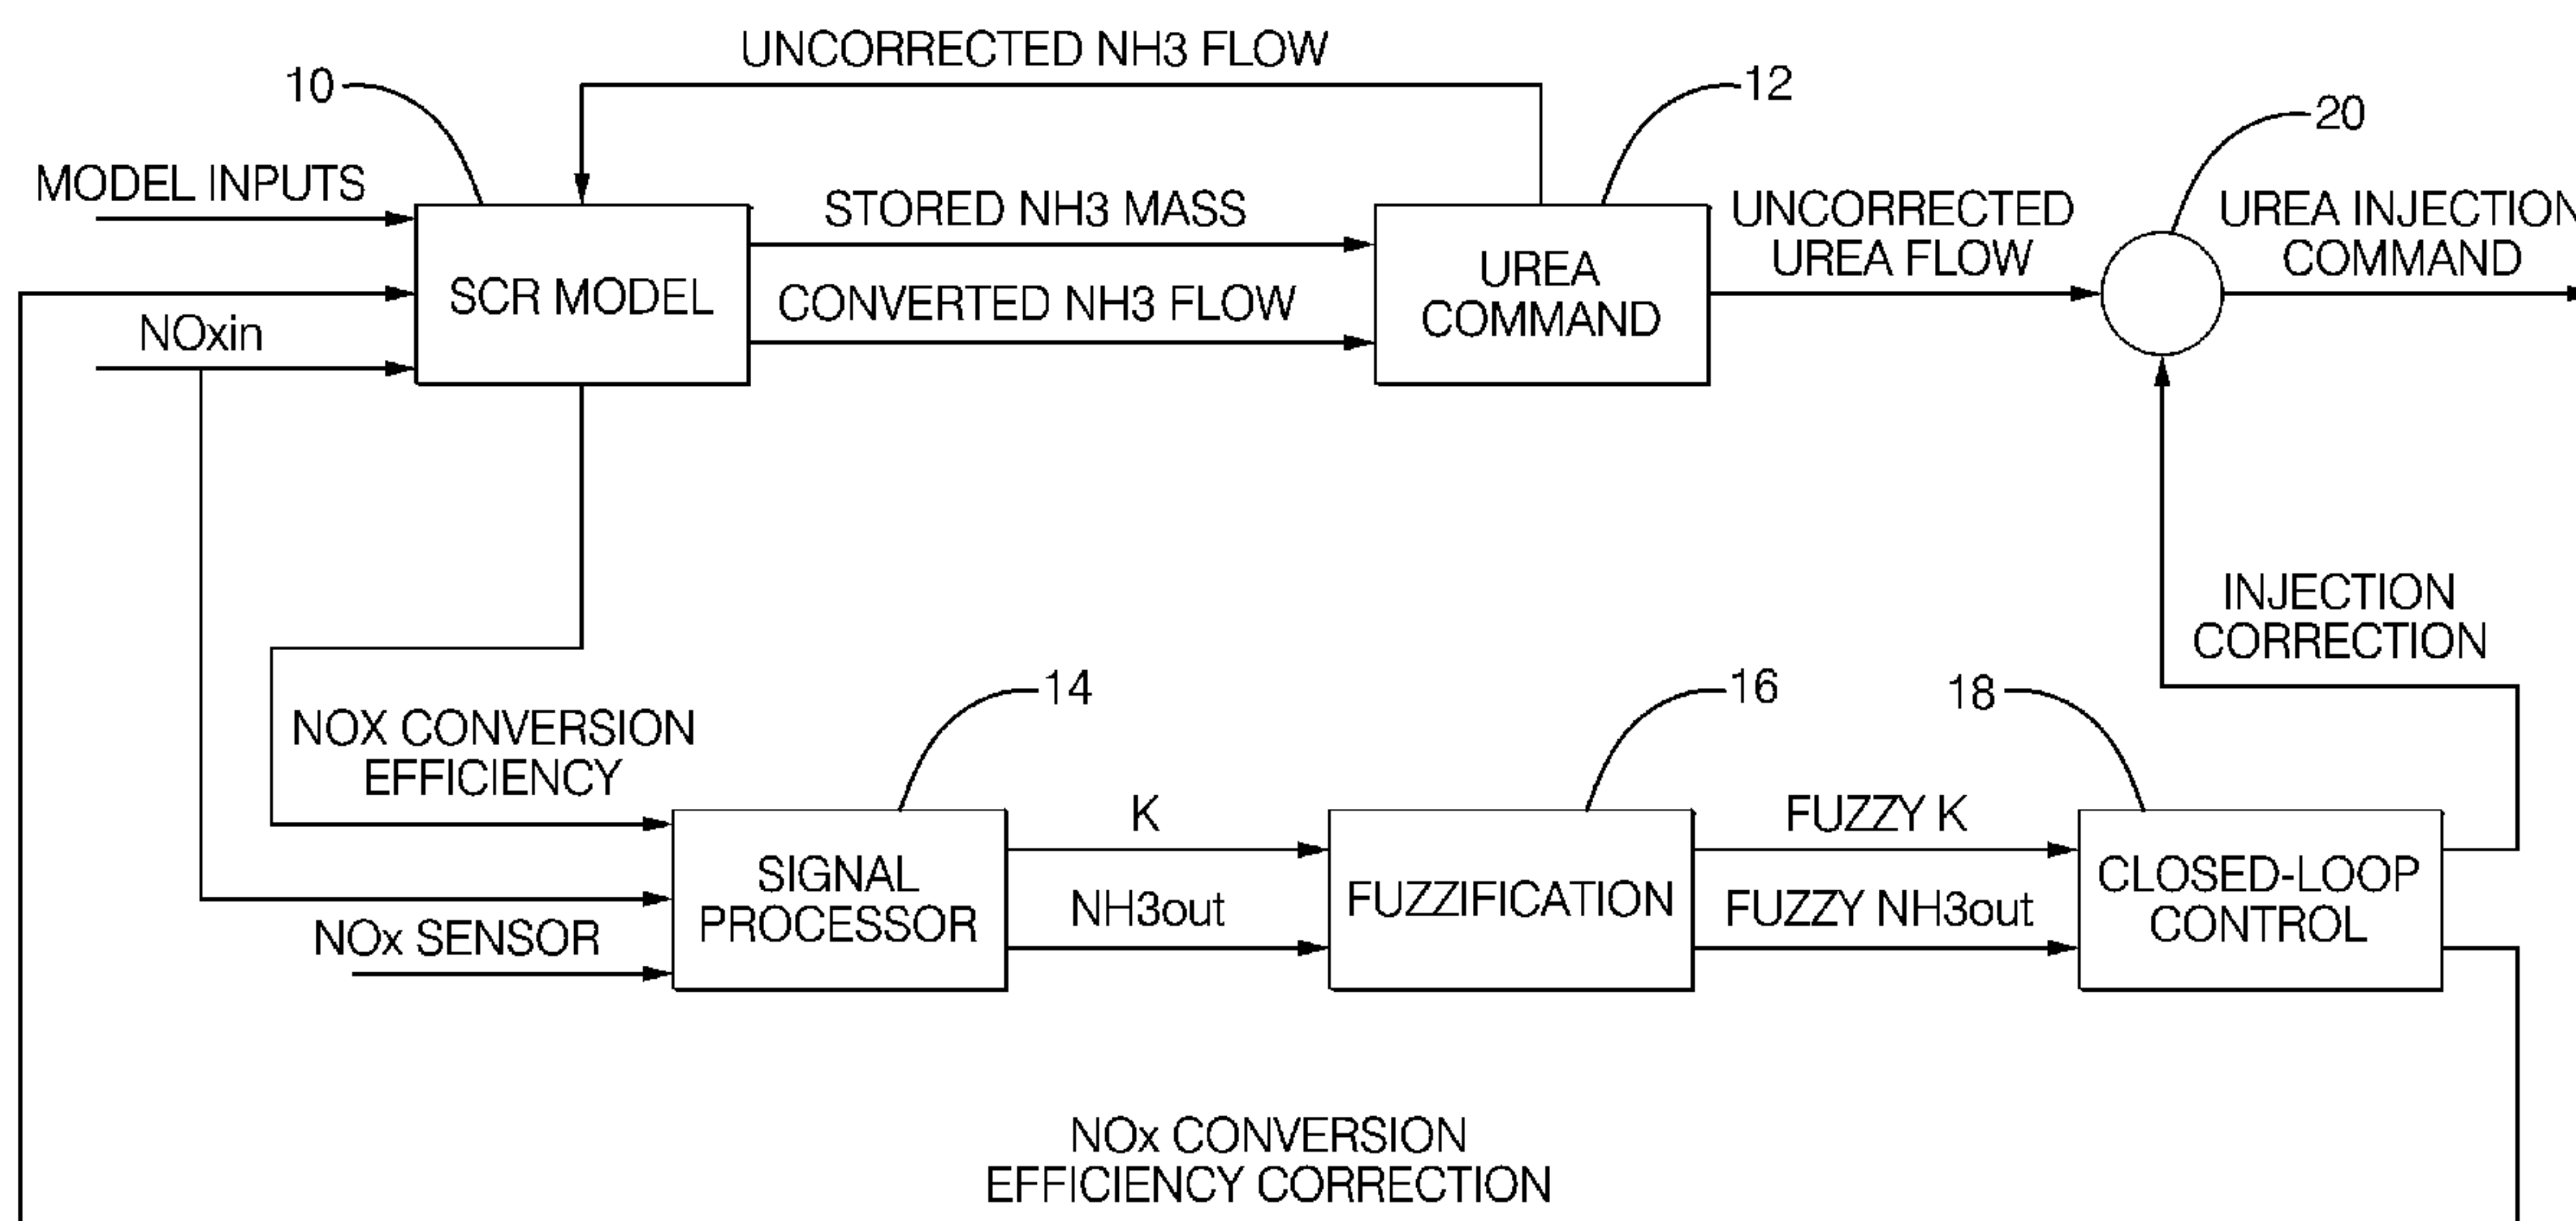 UNCORRECTED NH3 FLOW
10
12
20
MODEL INPUTS
STORED NH3 MASS
UNCORRECTED
UREA FLOW
UREA INJECTION
COMMAND
SCR MODEL
UREA
COMMAND
CONVERTED NH3 FLOW
NOxin
INJECTION
CORRECTION
14
16
18
NOX CONVERSION
EFFICIENCY
K
FUZZY K
SIGNAL
PROCESSOR
FUZZIFICATION
CLOSED-LOOP
CONTROL
NH3out
FUZZY NH3out
NOx SENSOR
NOx CONVERSION
EFFICIENCY CORRECTION